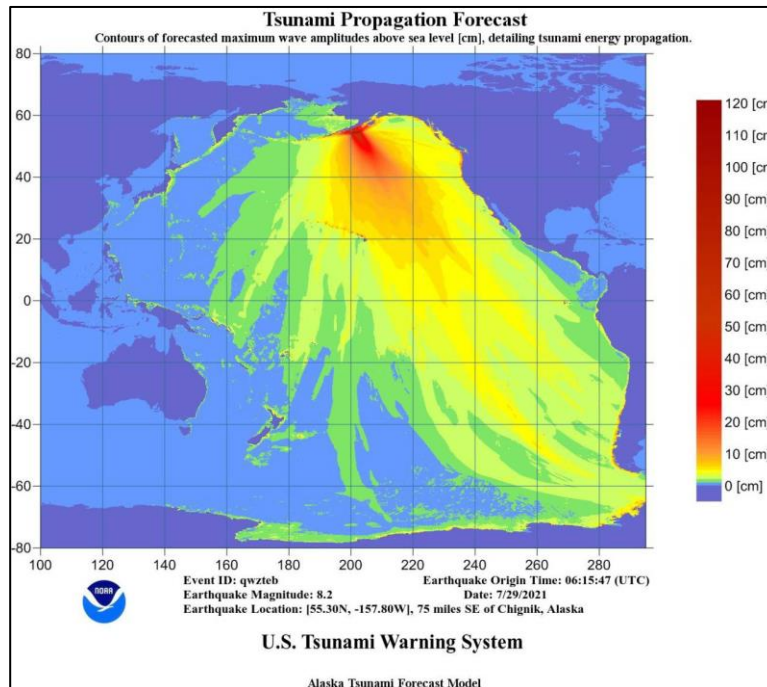 Tsunami Propagation Forecast
Contours of forecasted maximum wave amplitudes above sea level [cm], detailing tsunami energy propagation.
80
60
40
20
0
-20
-40
-60
-80
100 120 140 160 180 200 220 240 260 280
120 [cm
110 [cm
100 [cm
90 [cm]
80 [cm]
70 [cm]
60 [cm]
50 [cm]
40 [cm]
30 [cm]
20 [cm]
10 [cm]
0 [cm]
NOAA
Event ID: qwzteb Earthquake Origin Time: 06:15:47 (UTC)
Earthquake Magnitude: 8.2 Date: 7/29/2021
Earthquake Location: [55.30N, -157.80W], 75 miles SE of Chignik, Alaska
U.S. Tsunami Warning System
Alaska Tsunami Forecast Model